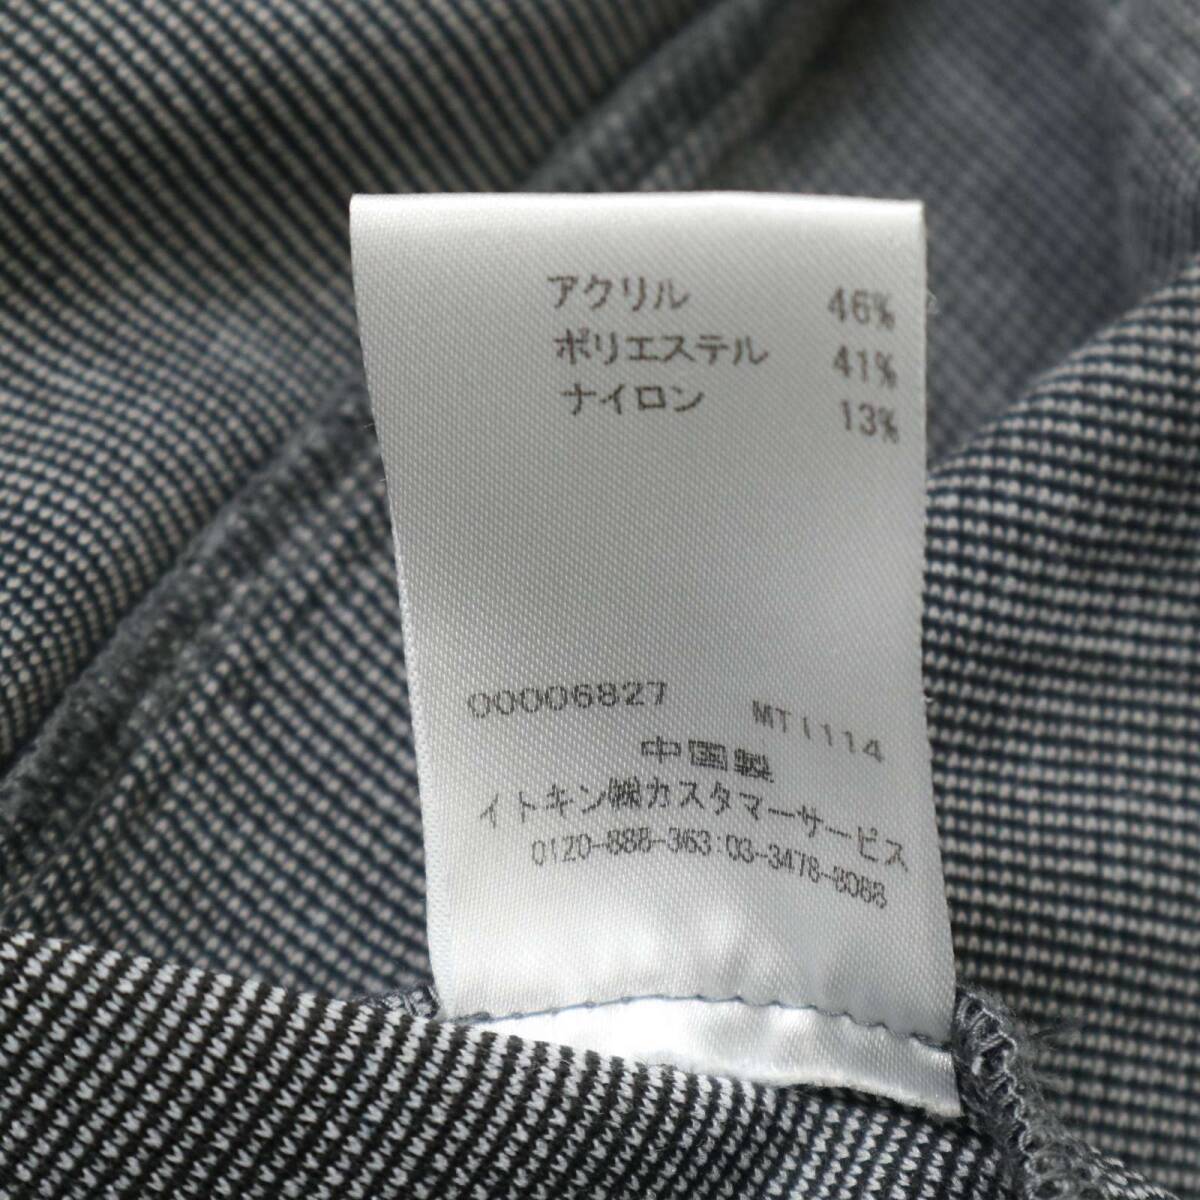 アクリル 46%
ポリエステル 41%
ナイロン 13%
00006827 MT1114
中国製
イトキン㈱カスタマーサービス
0120-888-363:03-3478-8088